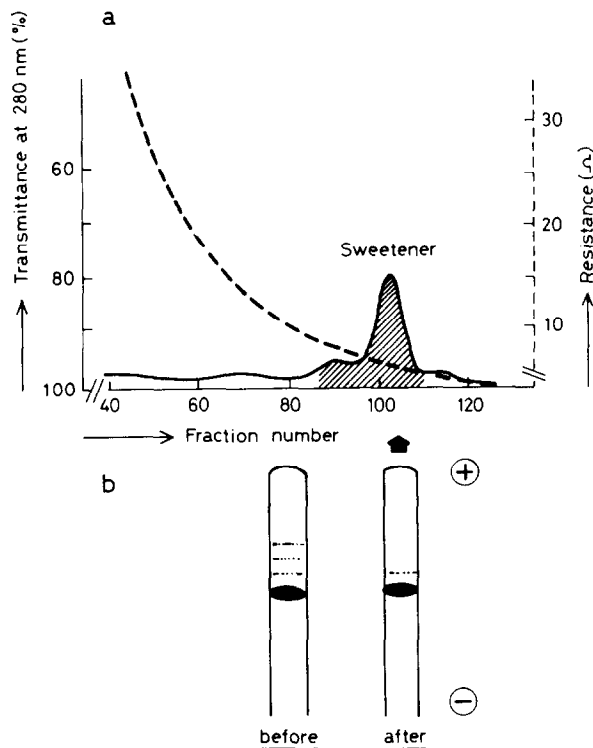 a
Transmittance at 280 nm (%)
60
80
100
30
20
10
Resistance (Ω)
Sweetener
40 60 80 100 120
Fraction number
b
+
−
before after